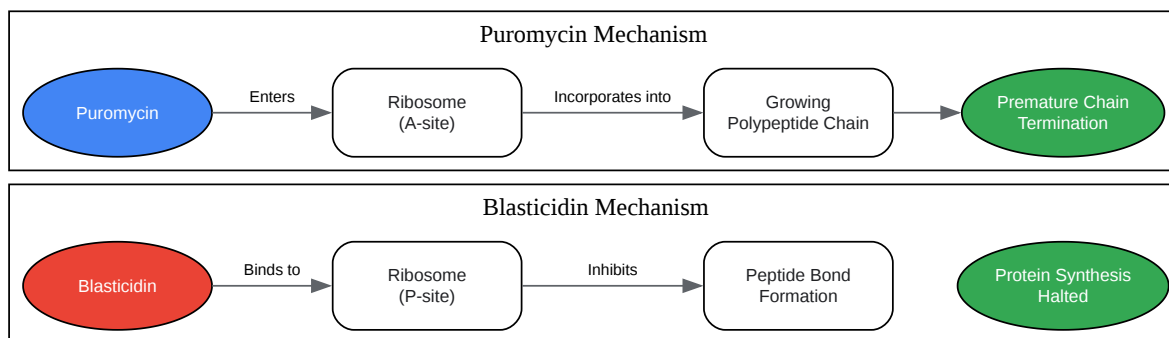 Puromycin Mechanism
Puromycin
Enters
Ribosome
(A-site)
Incorporates into
Growing
Polypeptide Chain
Premature Chain
Termination
Blasticidin Mechanism
Blasticidin
Binds to
Ribosome
(P-site)
Inhibits
Peptide Bond
Formation
Protein Synthesis
Halted